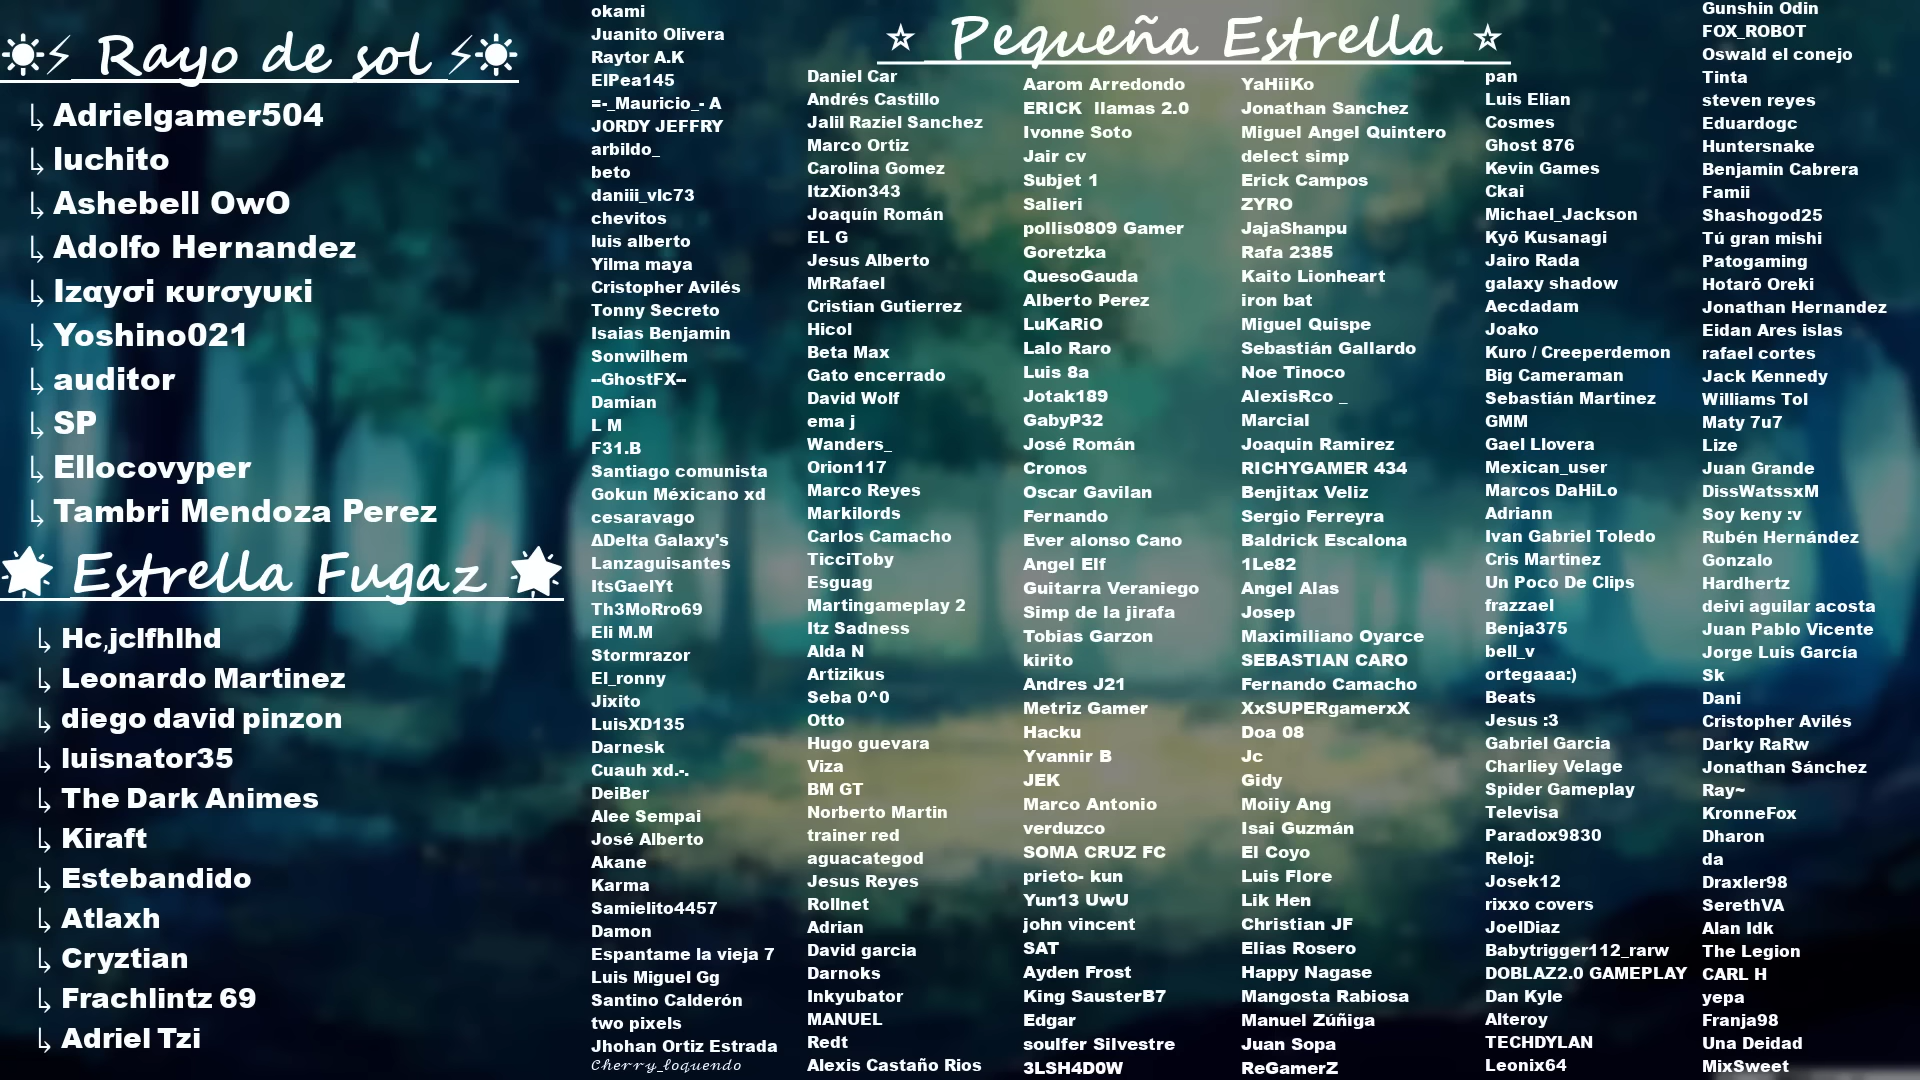 ☀⚡ Rayo de sol ⚡☀
↳ Adrielgamer504
↳ luchito
↳ Ashebell OwO
↳ Adolfo Hernandez
↳ Izαyσi кurσyuкi
↳ Yoshino021
↳ auditor
↳ SP
↳ Ellocovyper
↳ Tambri Mendoza Perez
🌟 Estrella Fugaz 🌟
↳ Hc,jclfhlhd
↳ Leonardo Martinez
↳ diego david pinzon
↳ luisnator35
↳ The Dark Animes
↳ Kiraft
↳ Estebandido
↳ Atlaxh
↳ Cryztian
↳ Frachlintz 69
↳ Adriel Tzi
☆ Pequeña Estrella ☆
okami
Juanito Olivera
Raytor A.K
ElPea145
=-_Mauricio_- A
JORDY JEFFRY
arbildo_
beto
daniii_vlc73
chevitos
luis alberto
Yilma maya
Cristopher Avilés
Tonny Secreto
Isaias Benjamin
Sonwilhem
--GhostFX--
Damian
L M
F31.B
Santiago comunista
Gokun Méxicano xd
cesaravago
ΔDelta Galaxy's
Lanzaguisantes
ItsGaelYt
Th3MoRro69
Eli M.M
Stormrazor
El_ronny
Jixito
LuisXD135
Darnesk
Cuauh xd.-.
DeiBer
Alee Sempai
José Alberto
Akane
Karma
Samielito4457
Damon
Espantame la vieja 7
Luis Miguel Gg
Santino Calderón
two pixels
Jhohan Ortiz Estrada
𝓒𝓱𝓮𝓻𝓻𝔂_𝓵𝓸𝓺𝓾𝓮𝓷𝓭𝓸
Daniel Car
Andrés Castillo
Jalil Raziel Sanchez
Marco Ortiz
Carolina Gomez
ItzXion343
Joaquín Román
EL G
Jesus Alberto
MrRafael
Cristian Gutierrez
Hicol
Beta Max
Gato encerrado
David Wolf
ema j
Wanders_
Orion117
Marco Reyes
Markilords
Carlos Camacho
TicciToby
Esguag
Martingameplay 2
Itz Sadness
Alda N
Artizikus
Seba 0^0
Otto
Hugo guevara
Viza
BM GT
Norberto Martin
trainer red
aguacategod
Jesus Reyes
Rollnet
Adrian
David garcia
Darnoks
Inkyubator
MANUEL
Redt
Alexis Castaño Rios
Aarom Arredondo
ERICK  llamas 2.0
Ivonne Soto
Jair cv
Subjet 1
Salieri
pollis0809 Gamer
Goretzka
QuesoGauda
Alberto Perez
LuKaRiO
Lalo Raro
Luis 8a
Jotak189
GabyP32
José Román
Cronos
Oscar Gavilan
Fernando
Ever alonso Cano
Angel Elf
Guitarra Veraniego
Simp de la jirafa
Tobias Garzon
kirito
Andres J21
Metriz Gamer
Hacku
Yvannir B
JEK
Marco Antonio
verduzco
SOMA CRUZ FC
prieto- kun
Yun13 UwU
john vincent
SAT
Ayden Frost
King SausterB7
Edgar
soulfer Silvestre
3LSH4D0W
YaHiiKo
Jonathan Sanchez
Miguel Angel Quintero
delect simp
Erick Campos
ZYRO
JajaShanpu
Rafa 2385
Kaito Lionheart
iron bat
Miguel Quispe
Sebastián Gallardo
Noe Tinoco
AlexisRco _
Marcial
Joaquin Ramirez
RICHYGAMER 434
Benjitax Veliz
Sergio Ferreyra
Baldrick Escalona
1Le82
Angel Alas
Josep
Maximiliano Oyarce
SEBASTIAN CARO
Fernando Camacho
XxSUPERgamerxX
Doa 08
Jc
Gidy
Moiiy Ang
Isai Guzmán
El Coyo
Luis Flore
Lik Hen
Christian JF
Elias Rosero
Happy Nagase
Mangosta Rabiosa
Manuel Zúñiga
Juan Sopa
ReGamerZ
pan
Luis Elian
Cosmes
Ghost 876
Kevin Games
Ckai
Michael_Jackson
Kyō Kusanagi
Jairo Rada
galaxy shadow
Aecdadam
Joako
Kuro / Creeperdemon
Big Cameraman
Sebastián Martinez
GMM
Gael Llovera
Mexican_user
Marcos DaHiLo
Adriann
Ivan Gabriel Toledo
Cris Martinez
Un Poco De Clips
frazzael
Benja375
bell_v
ortegaaa:)
Beats
Jesus :3
Gabriel Garcia
Charliey Velage
Spider Gameplay
Televisa
Paradox9830
Reloj:
Josek12
rixxo covers
JoelDiaz
Babytrigger112_rarw
DOBLAZ2.0 GAMEPLAY
Dan Kyle
Alteroy
TECHDYLAN
Leonix64
Gunshin Odin
FOX_ROBOT
Oswald el conejo
Tinta
steven reyes
Eduardogc
Huntersnake
Benjamin Cabrera
Famii
Shashogod25
Tú gran mishi
Patogaming
Hotarō Oreki
Jonathan Hernandez
Eidan Ares islas
rafael cortes
Jack Kennedy
Williams Tol
Maty 7u7
Lize
Juan Grande
DissWatssxM
Soy keny :v
Rubén Hernández
Gonzalo
Hardhertz
deivi aguilar acosta
Juan Pablo Vicente
Jorge Luis García
Sk
Dani
Cristopher Avilés
Darky RaRw
Jonathan Sánchez
Ray~
KronneFox
Dharon
da
Draxler98
SerethVA
Alan Idk
The Legion
CARL H
yepa
Franja98
Una Deidad
MixSweet